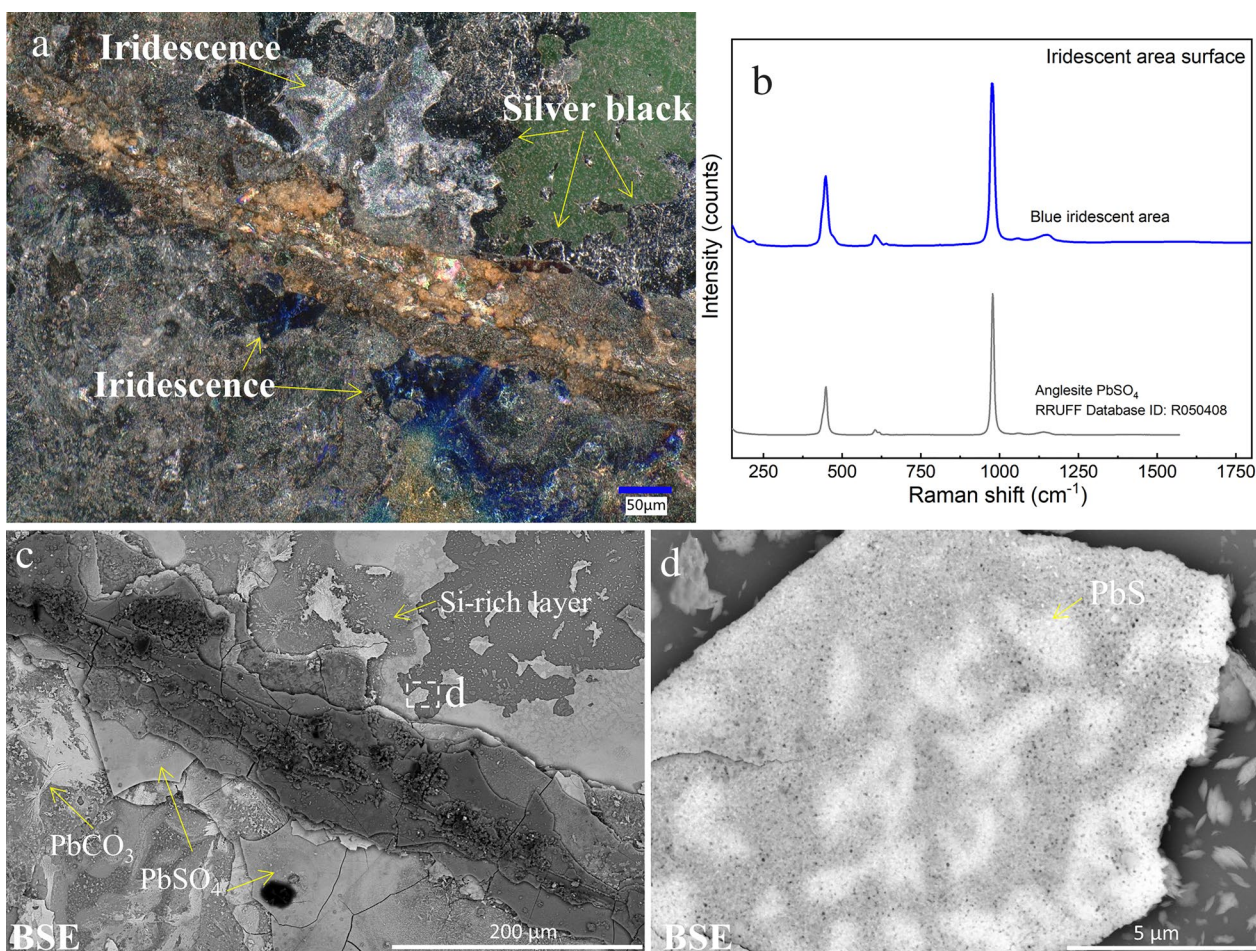 a
Iridescence
Silver black
Iridescence
50µm
b
Iridescent area surface
Intensity (counts)
Blue iridescent area
Anglesite PbSO₄
RRUFF Database ID: R050408
250 500 750 1000 1250 1500 1750
Raman shift (cm⁻¹)
c
Si-rich layer
d
PbCO₃
PbSO₄
BSE
200 µm
d
PbS
BSE
5 µm